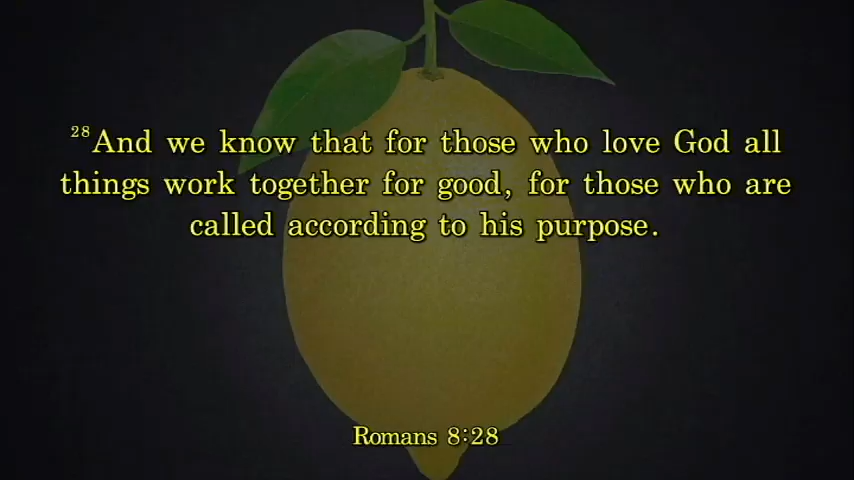 28And we know that for those who love God all
things work together for good, for those who are
called according to his purpose.
Romans 8:28